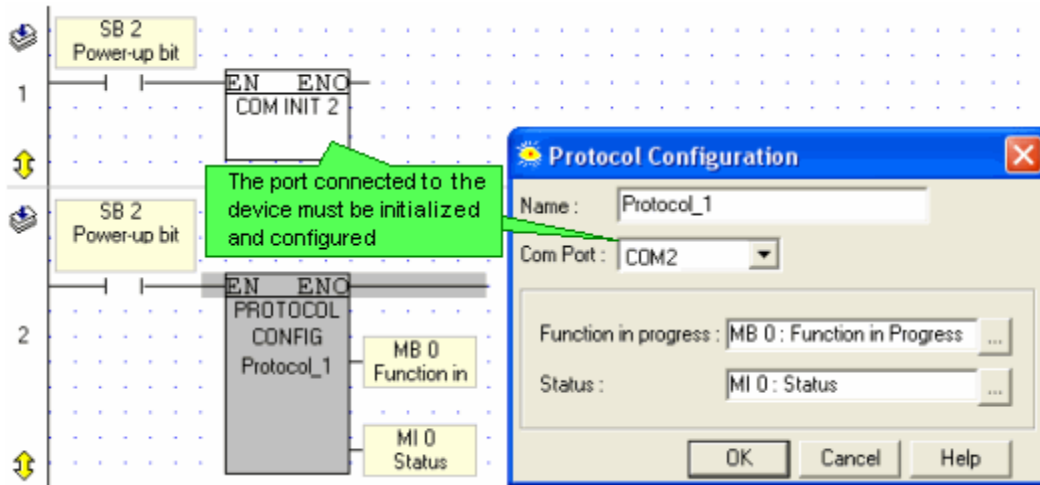 SB 2
Power-up bit
1
EN ENO
COM INIT 2
The port connected to the
device must be initialized
and configured
SB 2
Power-up bit
2
EN ENO
PROTOCOL
CONFIG
Protocol_1
MB 0
Function in
MI 0
Status
Protocol Configuration
Name : Protocol_1
Com Port : COM2
Function in progress : MB 0 : Function in Progress ...
Status : MI 0 : Status ...
OK Cancel Help